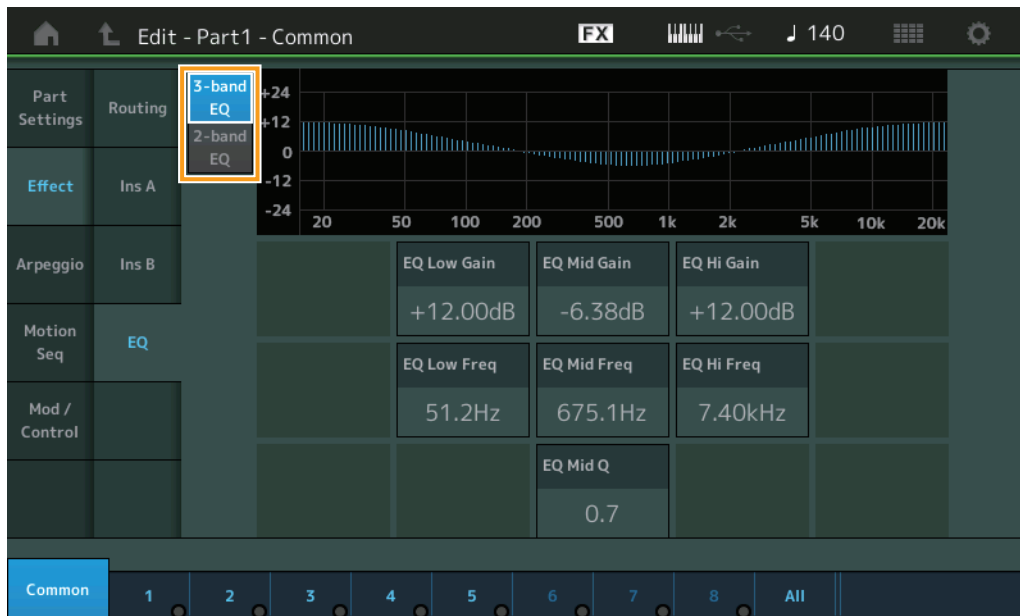 Edit - Part1 - Common
FX
140
Part
Settings
Effect
Arpeggio
Motion
Seq
Mod /
Control
Routing
Ins A
Ins B
EQ
3-band
EQ
2-band
EQ
+24
+12
0
-12
-24
20 50 100 200 500 1k 2k 5k 10k 20k
EQ Low Gain
+12.00dB
EQ Mid Gain
-6.38dB
EQ Hi Gain
+12.00dB
EQ Low Freq
51.2Hz
EQ Mid Freq
675.1Hz
EQ Hi Freq
7.40kHz
EQ Mid Q
0.7
Common 1 2 3 4 5 6 7 8 All